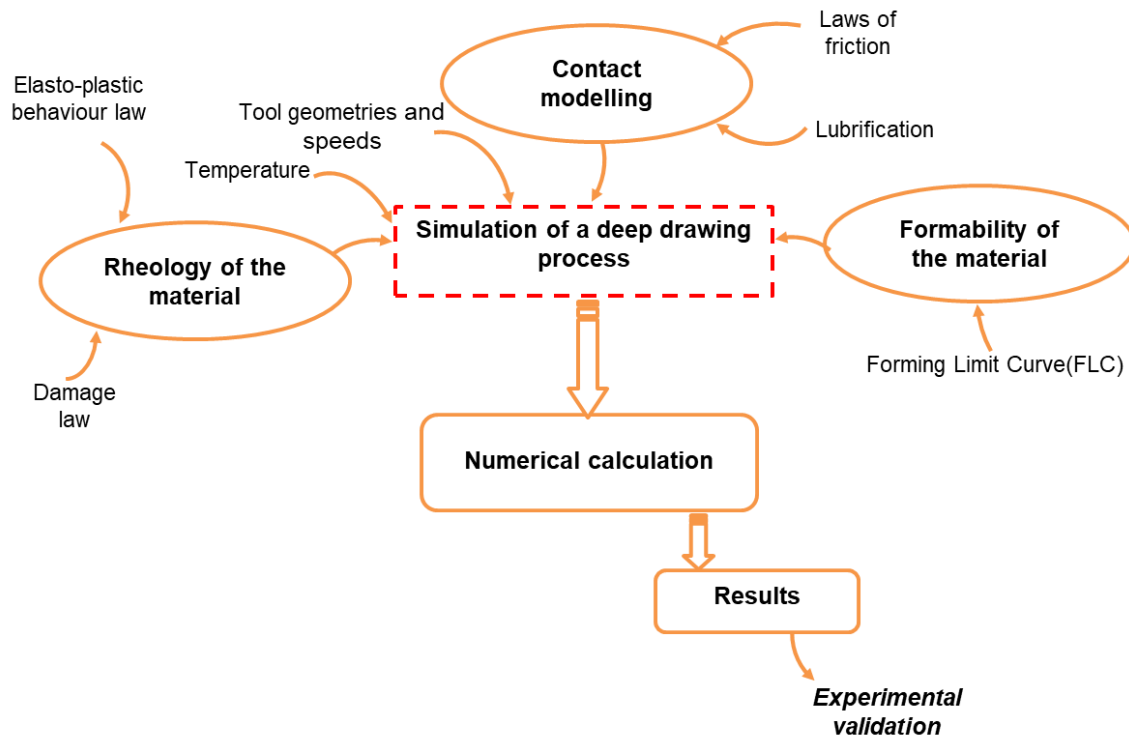 Laws of
friction
Contact
modelling
Elasto-plastic
behaviour law
Tool geometries and
speeds
Lubrification
Temperature
Simulation of a deep drawing
process
Formability of
the material
Rheology of the
material
Forming Limit Curve(FLC)
Damage
law
Numerical calculation
Results
Experimental
validation